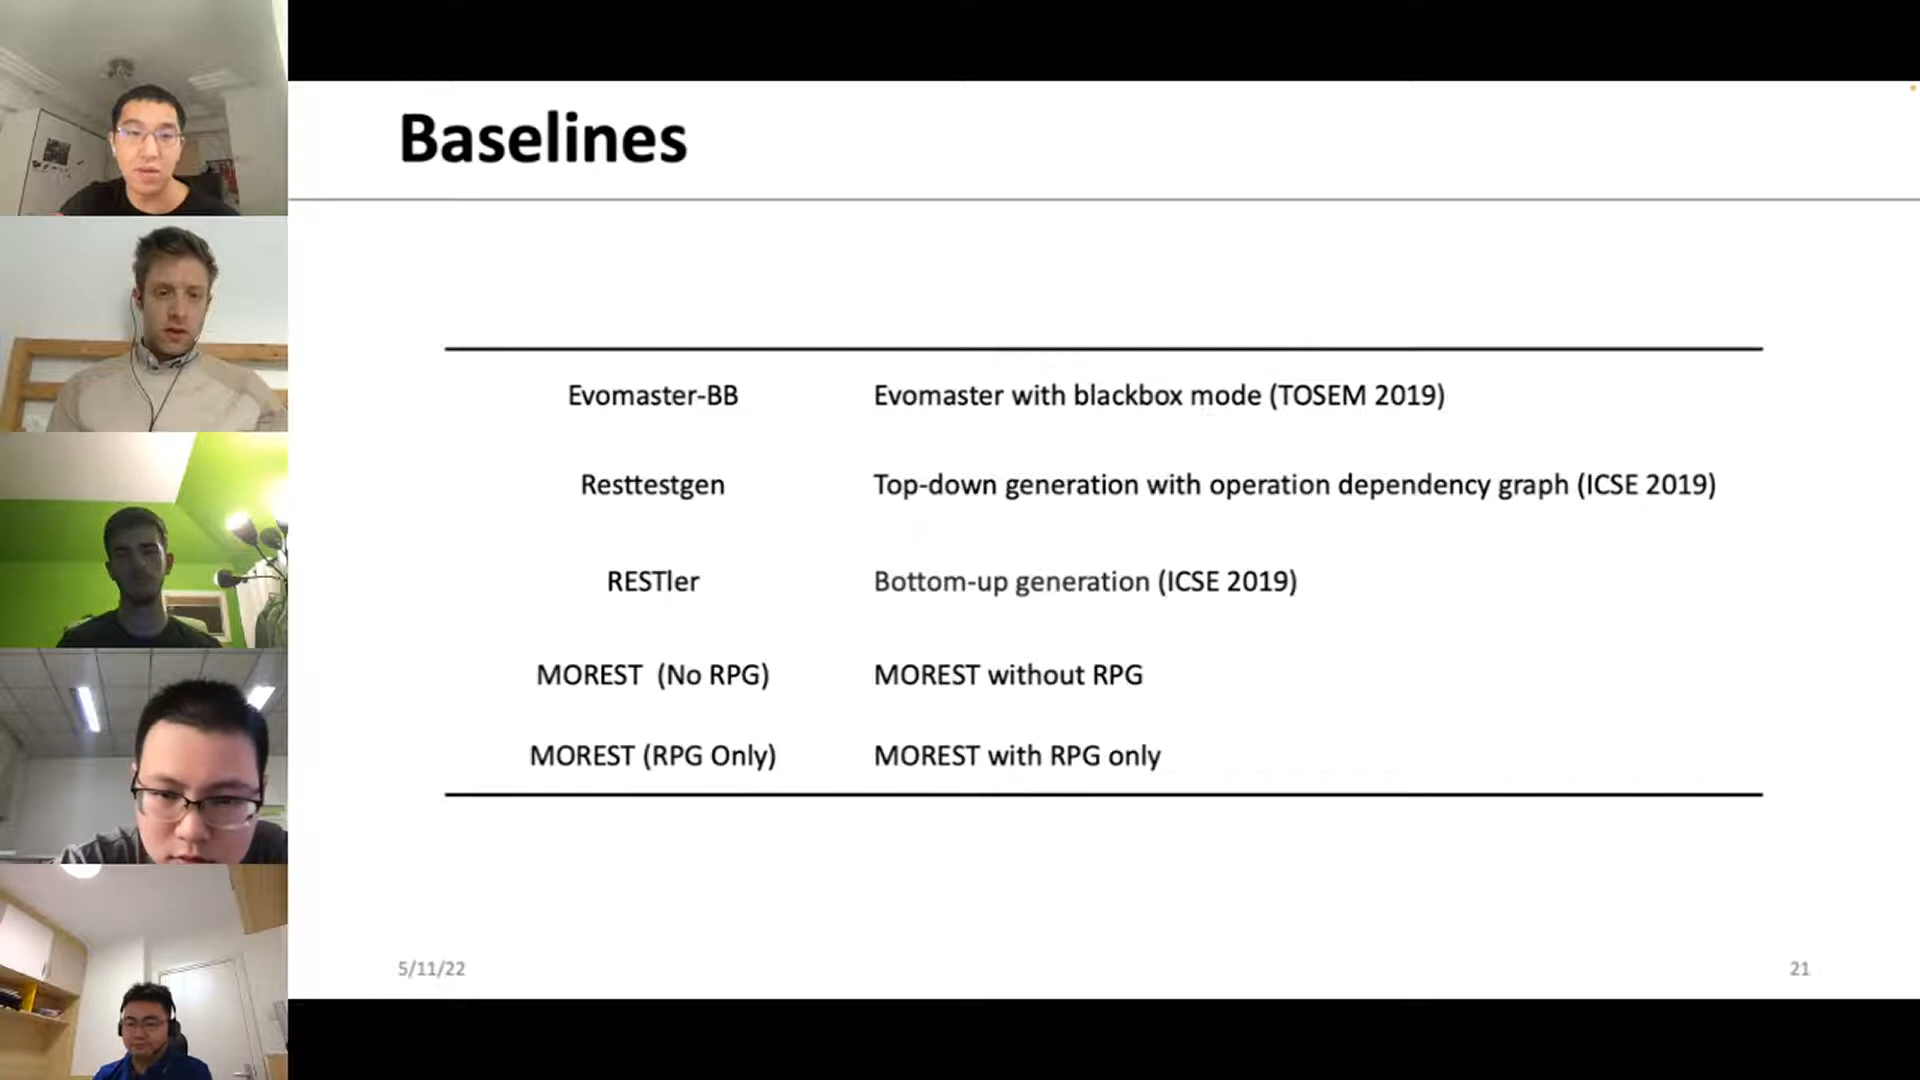 Baselines
Evomaster-BB Evomaster with blackbox mode (TOSEM 2019)
Resttestgen Top-down generation with operation dependency graph (ICSE 2019)
RESTler Bottom-up generation (ICSE 2019)
MOREST (No RPG) MOREST without RPG
MOREST (RPG Only) MOREST with RPG only
5/11/22 21